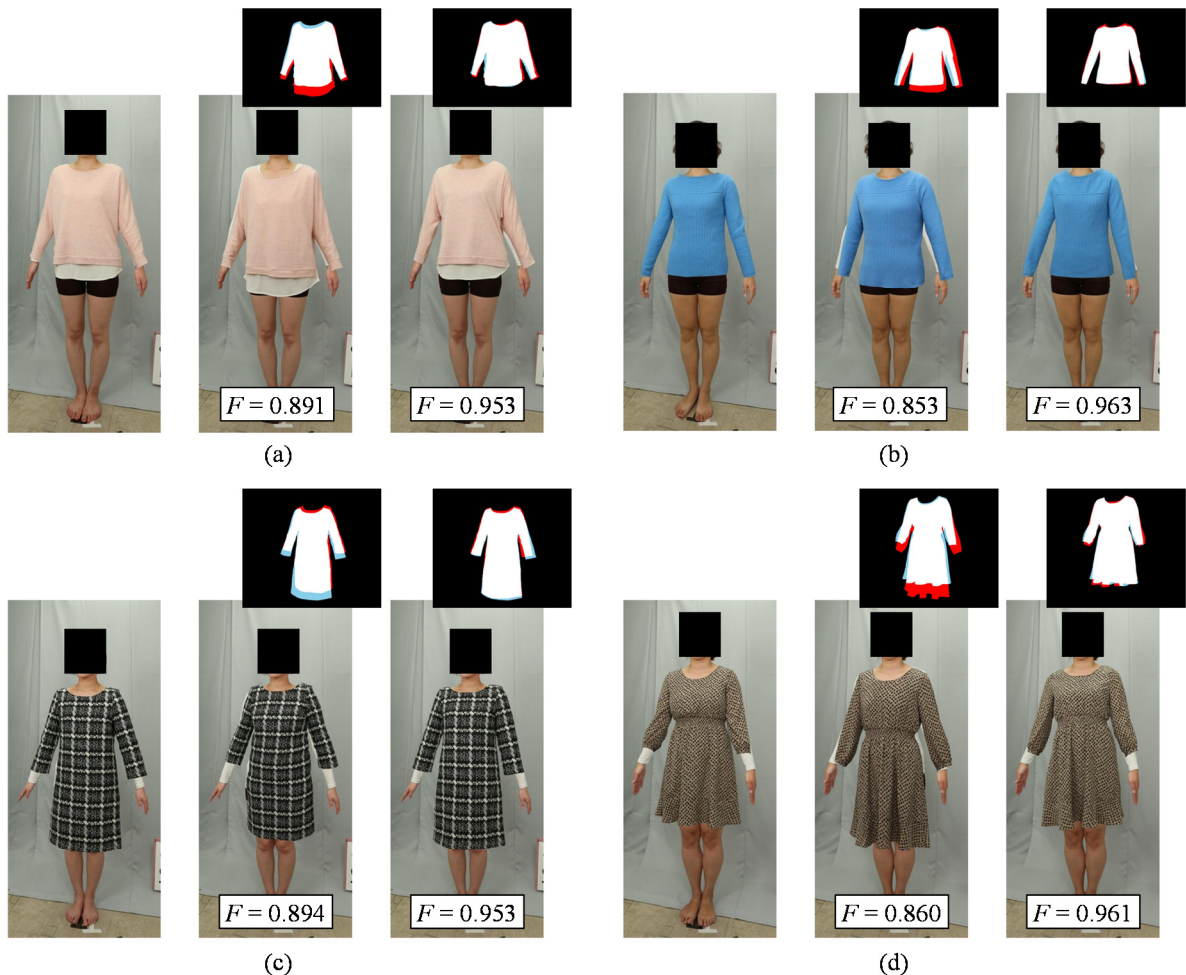 F = 0.891
F = 0.953
F = 0.853
F = 0.963
(a)
(b)
F = 0.894
F = 0.953
F = 0.860
F = 0.961
(c)
(d)